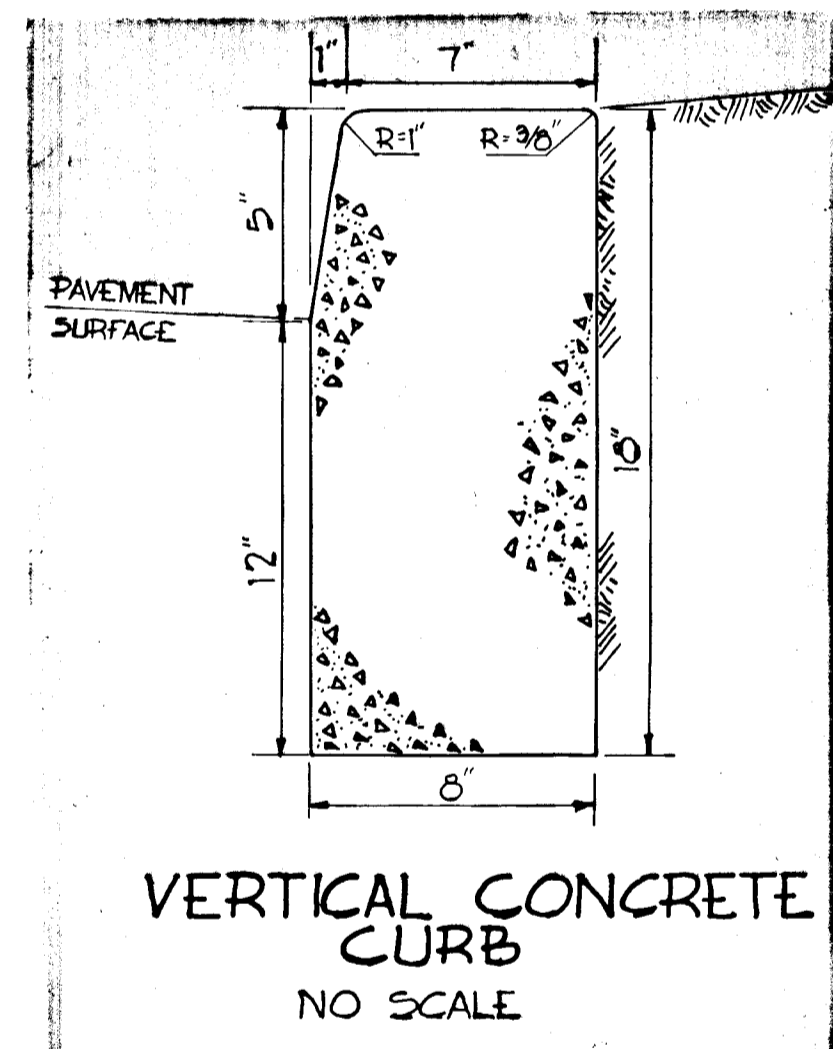 1" 7"
R=1" R=3/8"
5"
PAVEMENT
SURFACE
18"
12"
8"
VERTICAL CONCRETE
CURB
NO SCALE